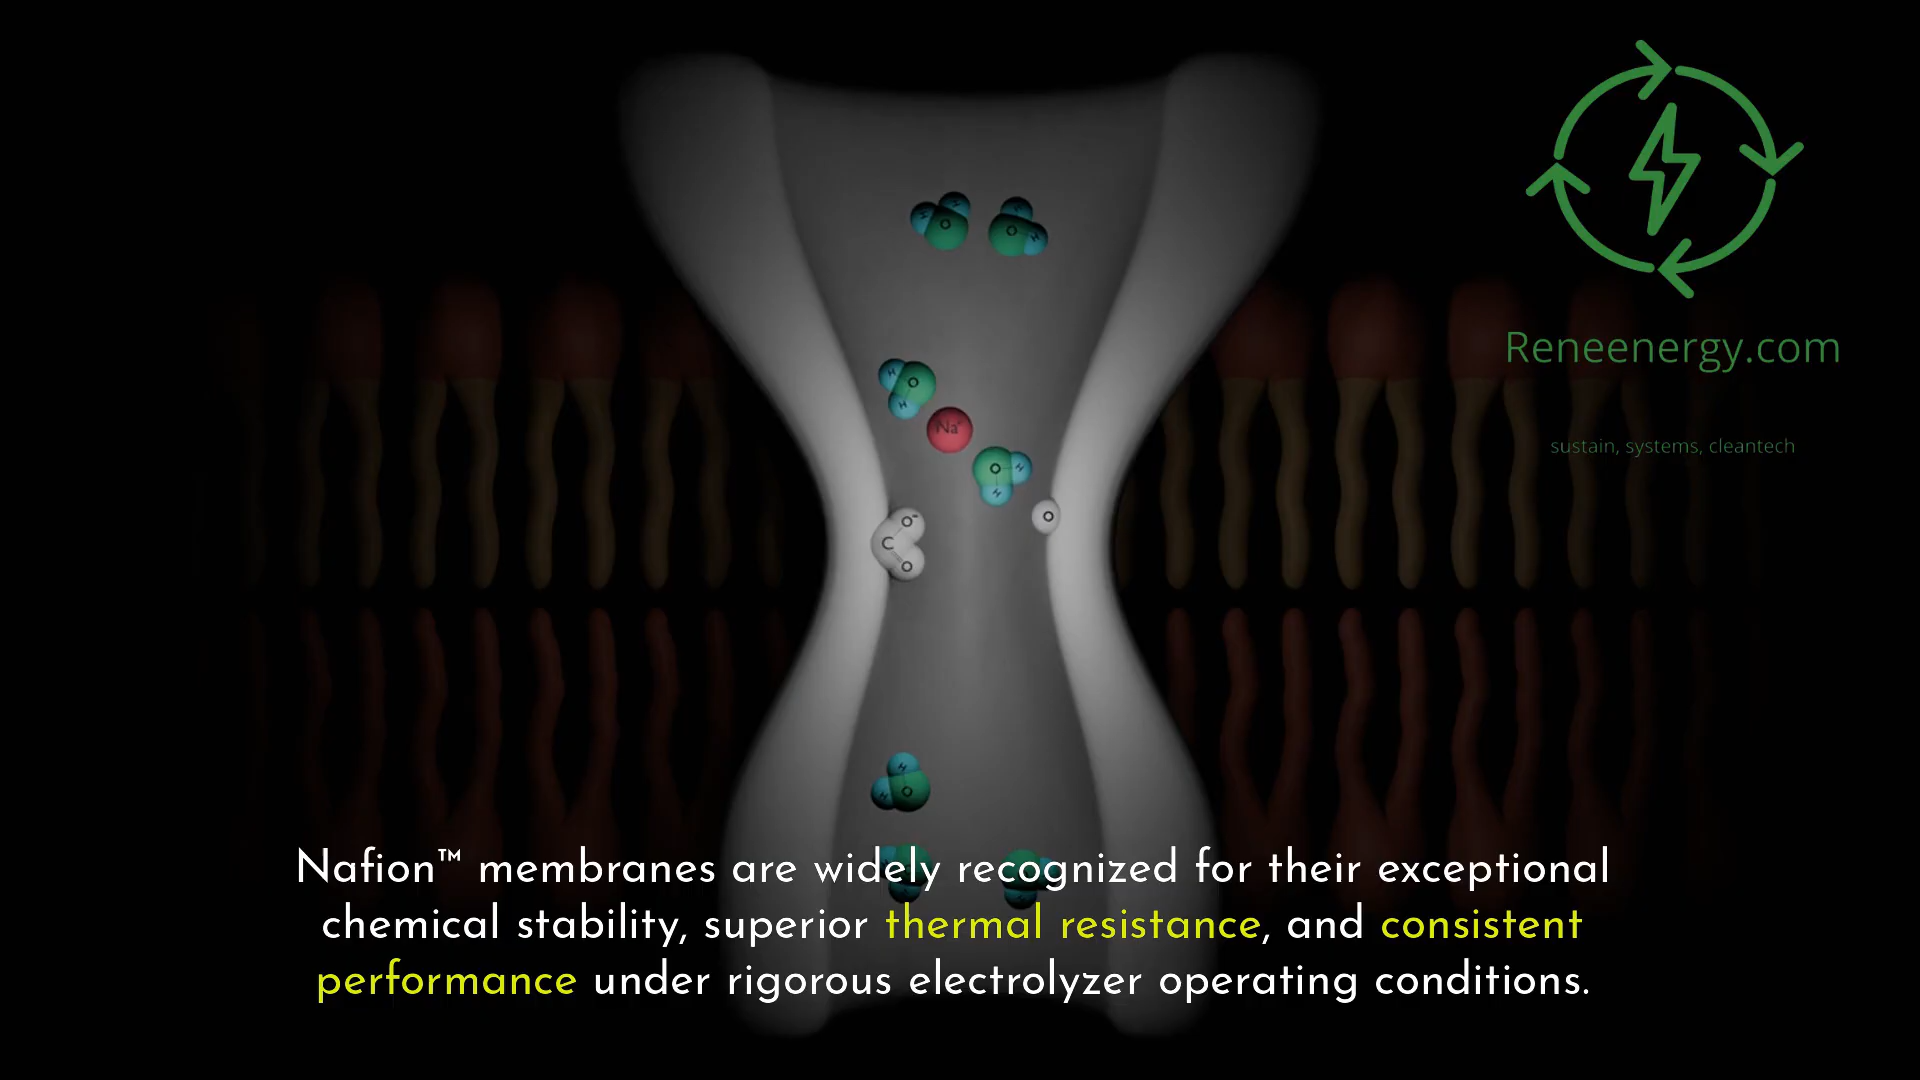 H
H
O
H
O
H
H
O
H
Na+
O
H
H
O-
C
O
O
H
H
O
Reneenergy.com
sustain, systems, cleantech
Nafion™ membranes are widely recognized for their exceptional
chemical stability, superior thermal resistance, and consistent
performance under rigorous electrolyzer operating conditions.